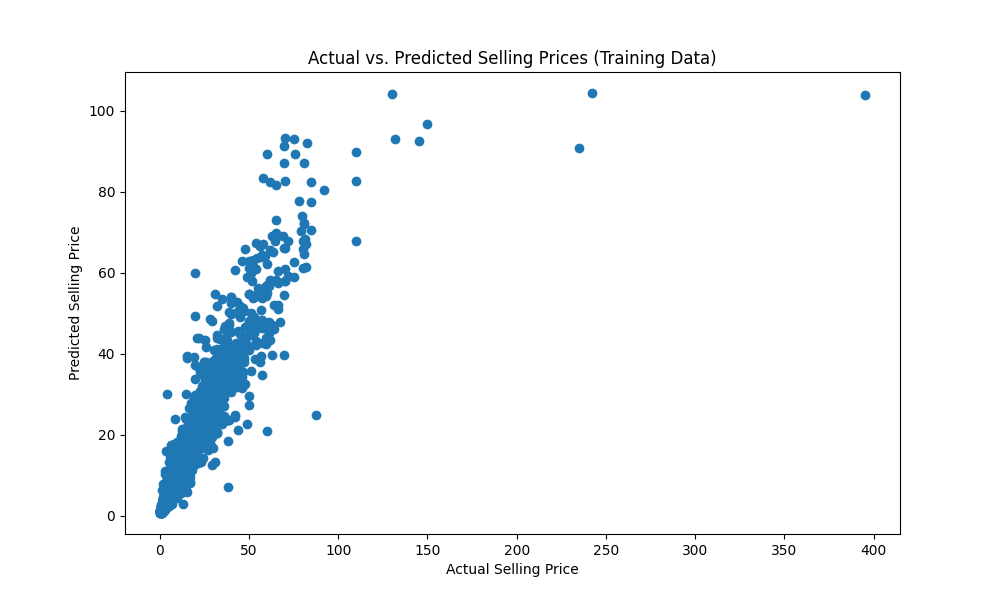 Actual vs. Predicted Selling Prices (Training Data)
100
80
60
40
20
0
Predicted Selling Price
0 50 100 150 200 250 300 350 400
Actual Selling Price